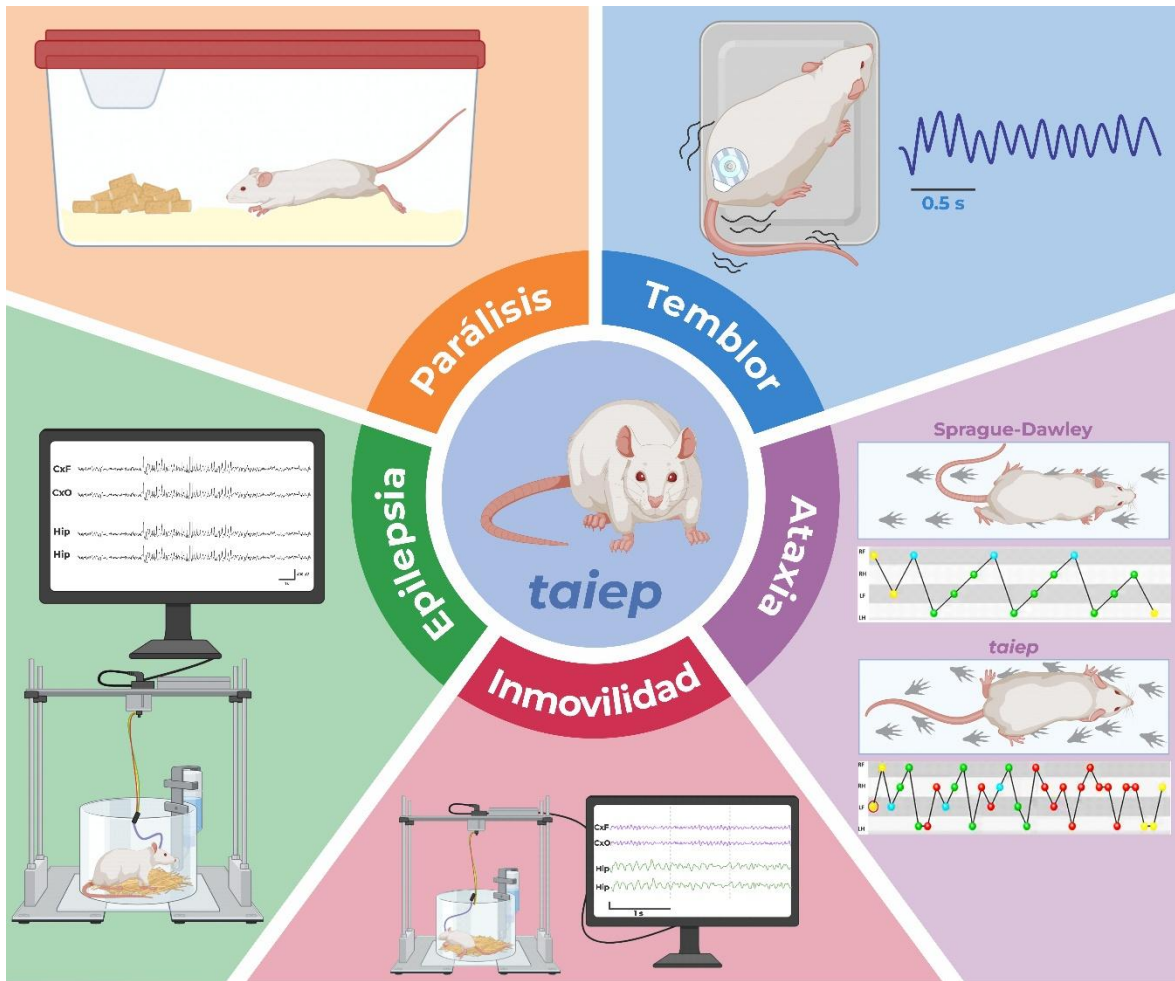 Parálisis
Temblor
0.5 s
Epilepsia
CxF
CxO
Hip
Hip
taiep
Ataxia
Sprague-Dawley
RF
RH
LF
LH
taiep
RF
RH
LF
LH
Inmovilidad
CxF
CxO
Hip
Hip
1 s